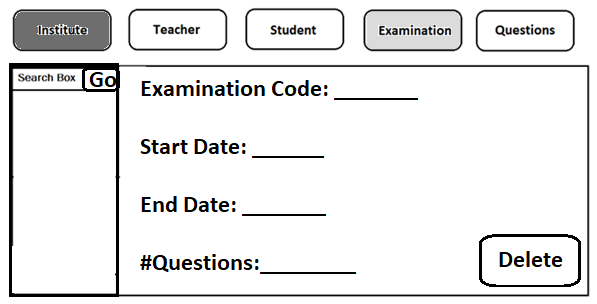 Institute Teacher Student Examination Questions
Search Box Go
Examination Code: _______
Start Date: ______
End Date: _______
#Questions:________
Delete